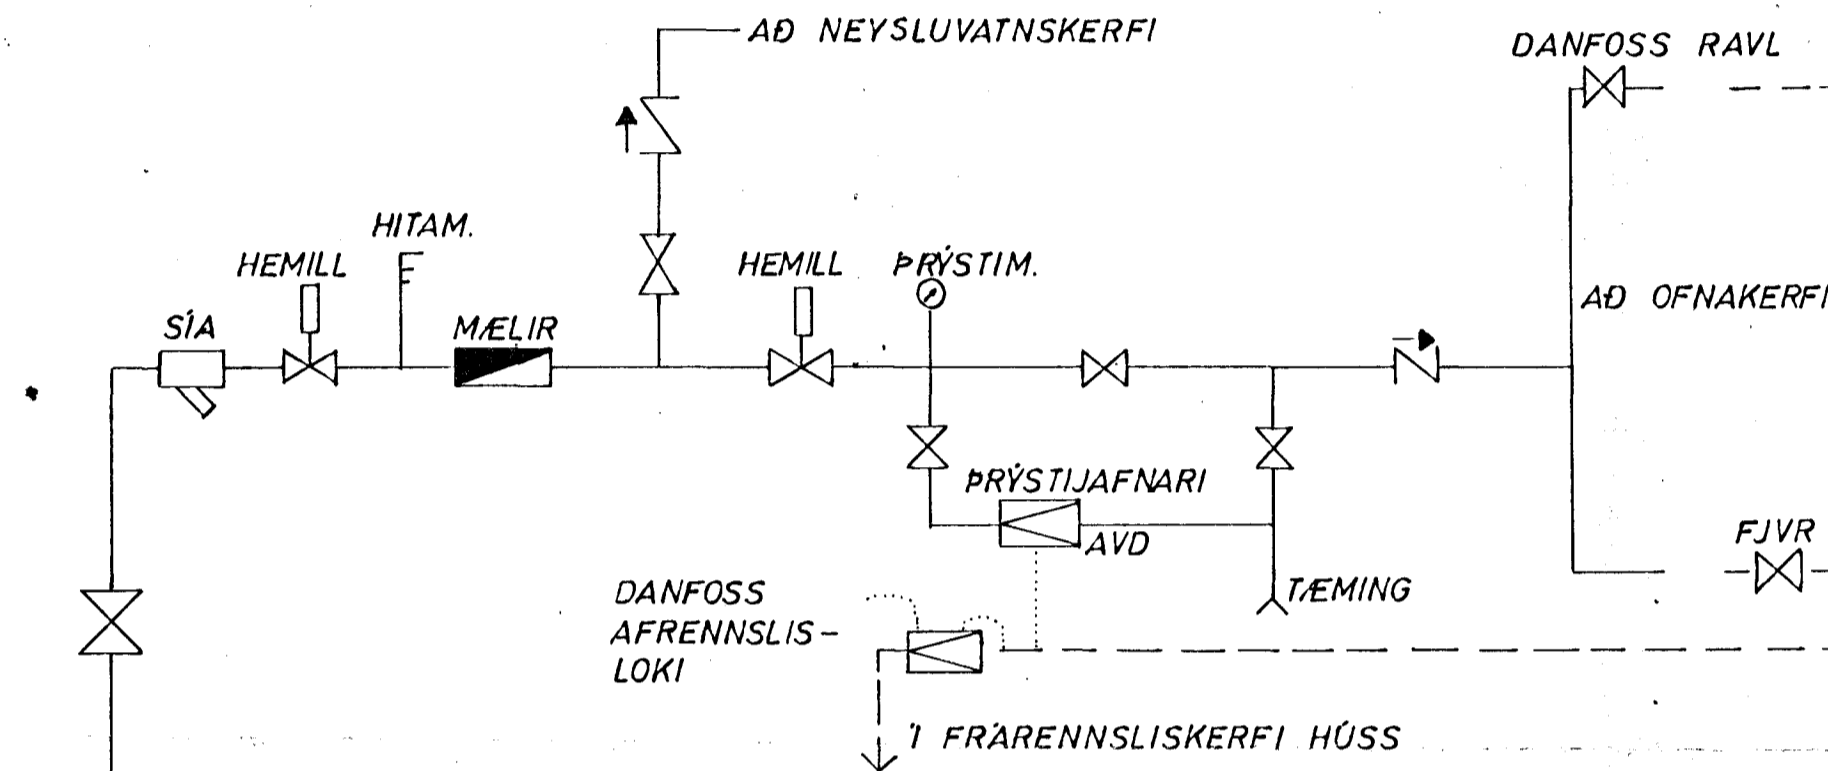 AÐ NEYSLUVATNSKERFI
DANFOSS RAVL
HITAM.
HEMILL
HEMILL
ÞRÝSTIM.
AÐ OFNAKERFI
SÍA
MÆLIR
ÞRÝSTIJAFNARI
AVD
FJVR
DANFOSS
AFRENNSLIS-
LOKI
TÆMING
Í FRÁRENNSLISKERFI HÚSS